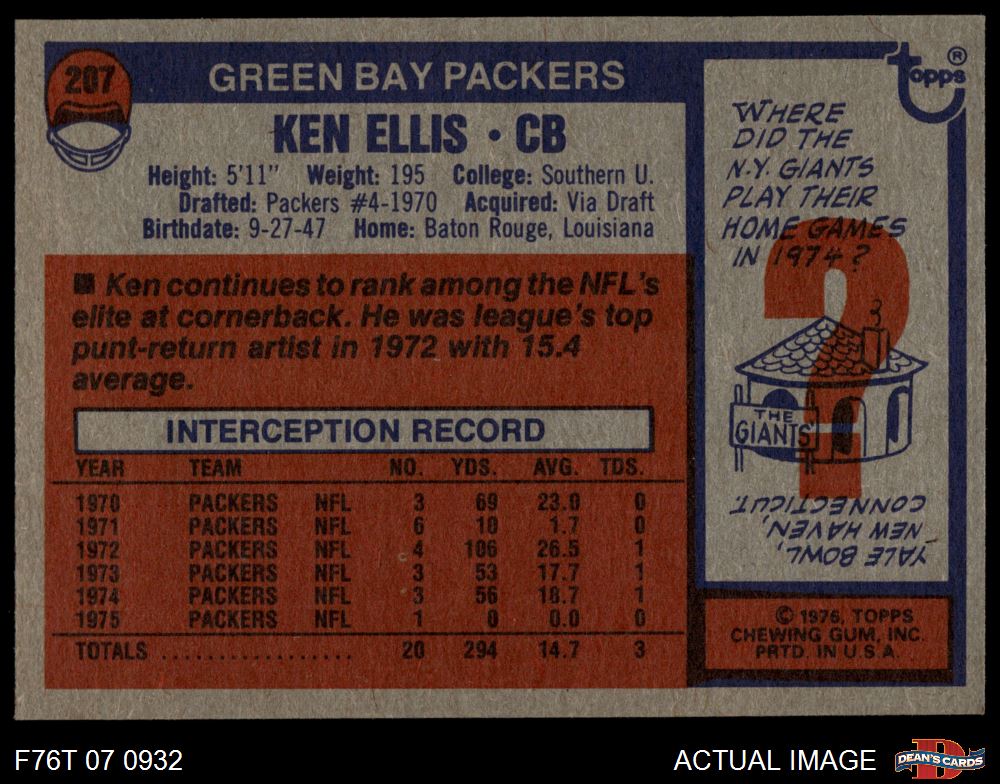 207
GREEN BAY PACKERS
KEN ELLIS • CB
Height: 5'11" Weight: 195 College: Southern U.
Drafted: Packers #4-1970 Acquired: Via Draft
Birthdate: 9-27-47 Home: Baton Rouge, Louisiana
■ Ken continues to rank among the NFL's
elite at cornerback. He was league's top
punt-return artist in 1972 with 15.4
average.
INTERCEPTION RECORD
YEAR TEAM NO. YDS. AVG. TDS.
1970 PACKERS NFL 3 69 23.0 0
1971 PACKERS NFL 6 10 1.7 0
1972 PACKERS NFL 4 106 26.5 1
1973 PACKERS NFL 3 53 17.7 1
1974 PACKERS NFL 3 56 18.7 1
1975 PACKERS NFL 1 0 0.0 0
TOTALS .................. 20 294 14.7 3
Topps ®
WHERE
DID THE
N.Y. GIANTS
PLAY THEIR
HOME GAMES
IN 1974?
?
THE
GIANTS
YALE BOWL,
NEW HAVEN,
CONNECTICUT.
© 1976, TOPPS
CHEWING GUM, INC.
PRTD. IN U.S.A.
F76T 07 0932
ACTUAL IMAGE
D
DEAN'S CARDS